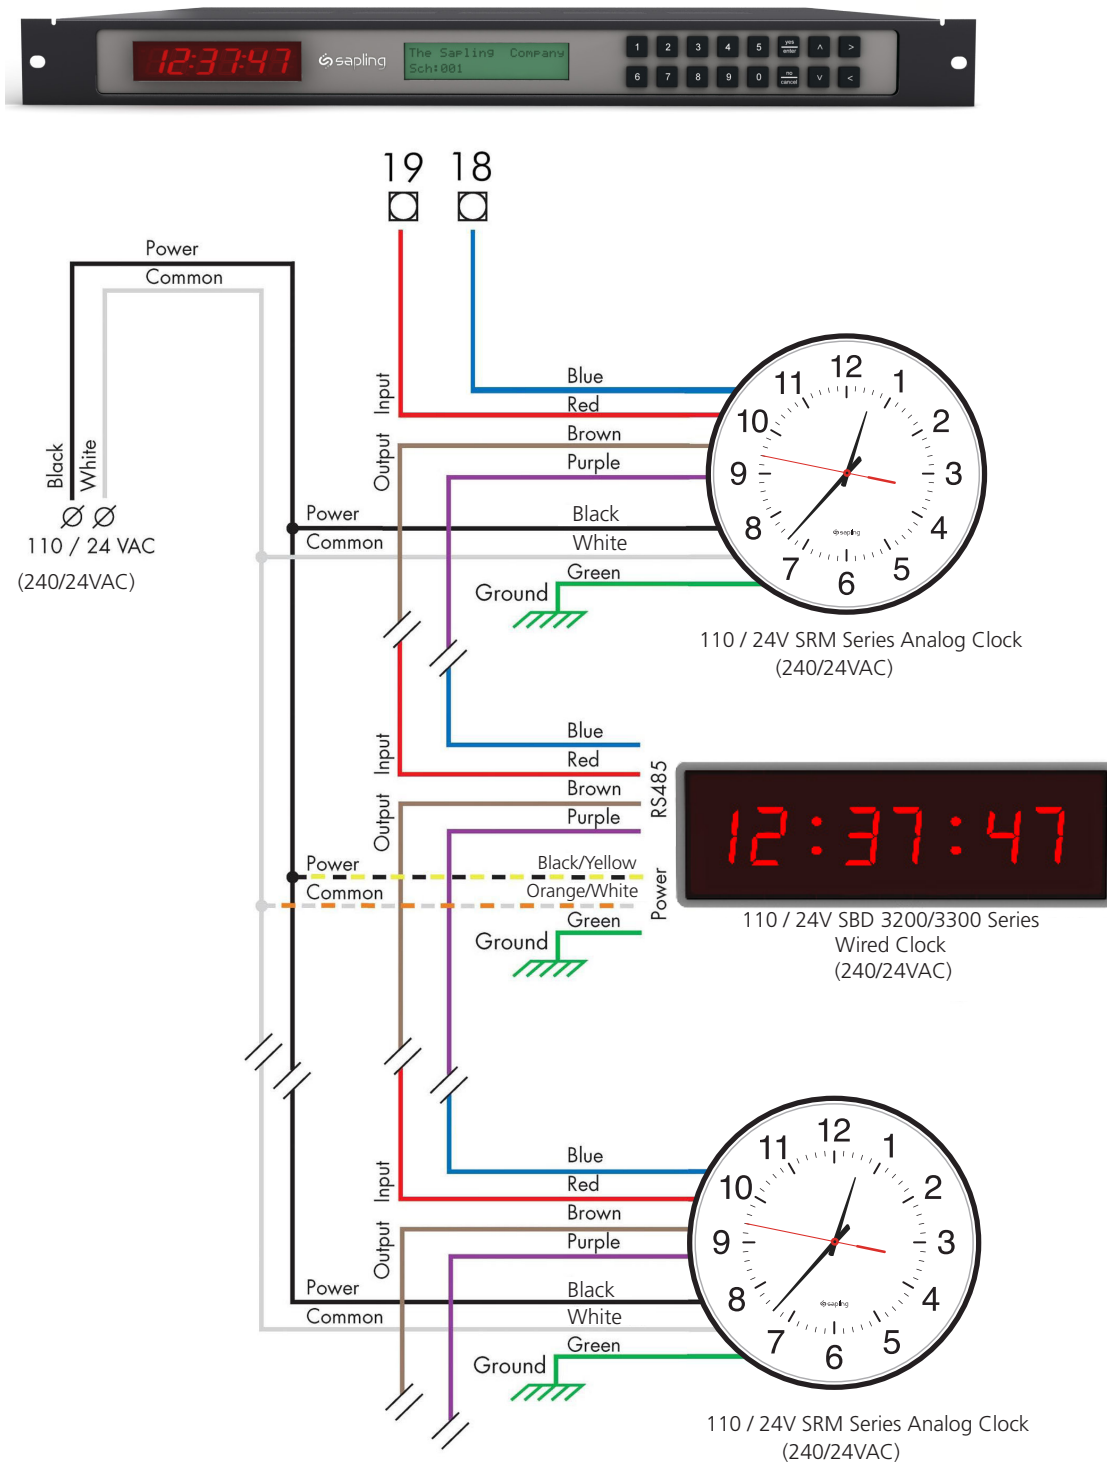 12:37:47
sapling
The Sapling Company
Sch:001
1 2 3 4 5 yes enter ∧ >
6 7 8 9 0 no cancel ∨ <
19 18
Power
Common
Black
White
110 / 24 VAC
(240/24VAC)
Input
Output
Blue
Red
Brown
Purple
Power
Black
Common
White
Green
Ground
12 1 2 3 4 5 6 7 8 9 10 11
sapling
110 / 24V SRM Series Analog Clock
(240/24VAC)
Input
Output
Blue
Red
Brown
Purple
RS485
Power
Black/Yellow
Common
Orange/White
Power
Green
Ground
12:37:47
110 / 24V SBD 3200/3300 Series
Wired Clock
(240/24VAC)
Input
Output
Blue
Red
Brown
Purple
Power
Black
Common
White
Green
Ground
12 1 2 3 4 5 6 7 8 9 10 11
sapling
110 / 24V SRM Series Analog Clock
(240/24VAC)